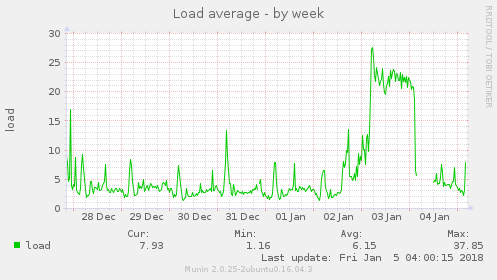 Load average - by week
RRDTOOL / TOBI OETIKER
load
30
25
20
15
10
5
0
28 Dec 29 Dec 30 Dec 31 Dec 01 Jan 02 Jan 03 Jan 04 Jan
Cur: Min: Avg: Max:
load 7.93 1.16 6.15 37.85
Last update: Fri Jan 5 04:00:15 2018
Munin 2.0.25-2ubuntu0.16.04.3